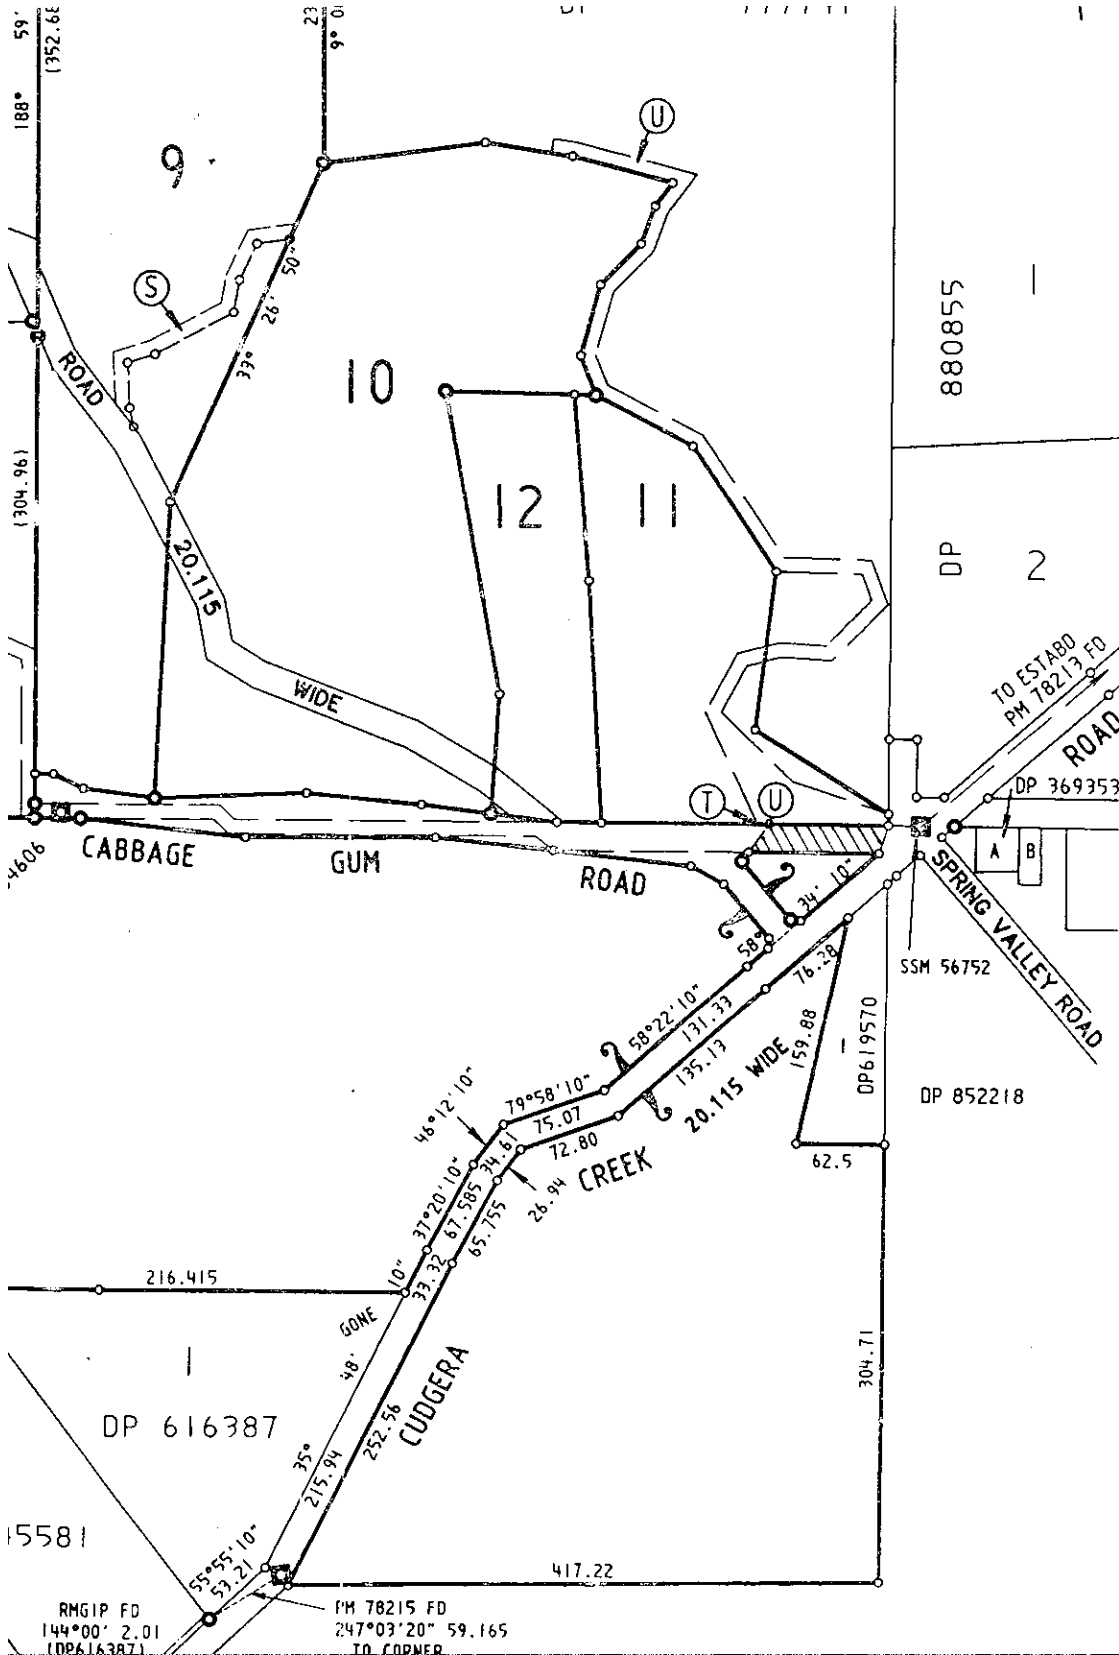 59'
(352.68
188°
9
S
U
50"
26'
33°
ROAD
10
(304.96)
20.115
WIDE
12
11
880855
1
DP
2
TO ESTABD
PM 78213 FD
ROAD
DP 369353
T
U
A
B
CABBAGE
GUM
ROAD
34' 10"
58°
SPRING VALLEY ROAD
SSM 56752
76.28
58°22'10"
131.33
135.13
20.115 WIDE
159.88
1
DP619570
DP 852218
62.5
79°58'10"
75.07
72.80
46°12'10"
34.61
26.94
CREEK
37°20'10"
67.585
65.755
10"
33.32
216.415
GONE
48'
CUDGERA
252.56
215.94
35°
304.71
1
DP 616387
55°55'10"
53.21
417.22
RMGIP FD
144°00' 2.01
(DP616387)
PM 78215 FD
247°03'20" 59.165
TO CORNER